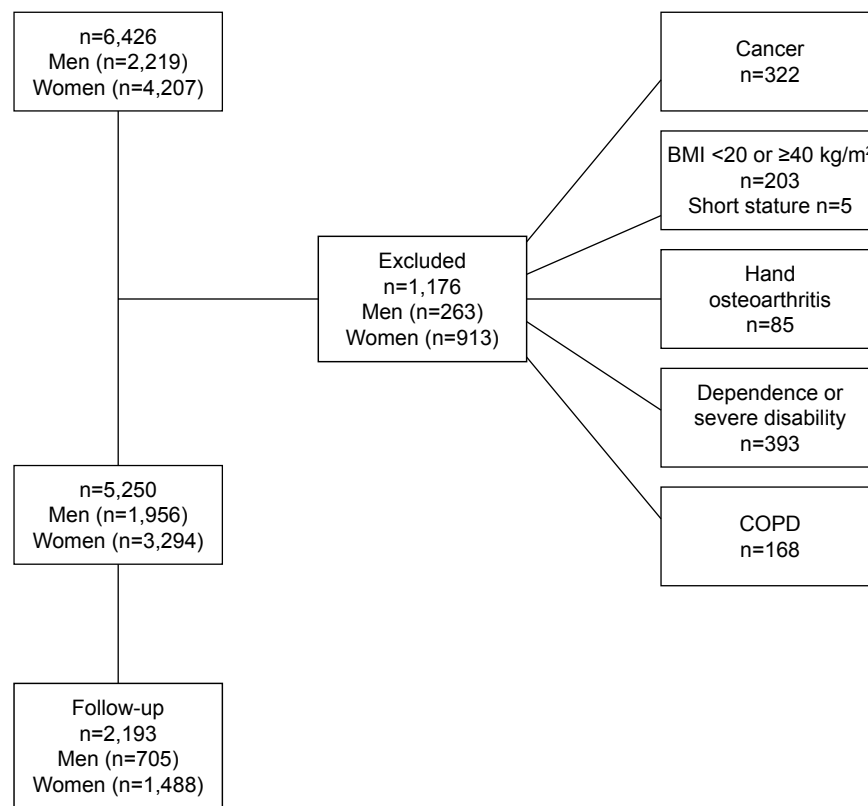 n=6,426
Men (n=2,219)
Women (n=4,207)
Excluded
n=1,176
Men (n=263)
Women (n=913)
Cancer
n=322
BMI <20 or ≥40 kg/m²
n=203
Short stature n=5
Hand
osteoarthritis
n=85
Dependence or
severe disability
n=393
COPD
n=168
n=5,250
Men (n=1,956)
Women (n=3,294)
Follow-up
n=2,193
Men (n=705)
Women (n=1,488)